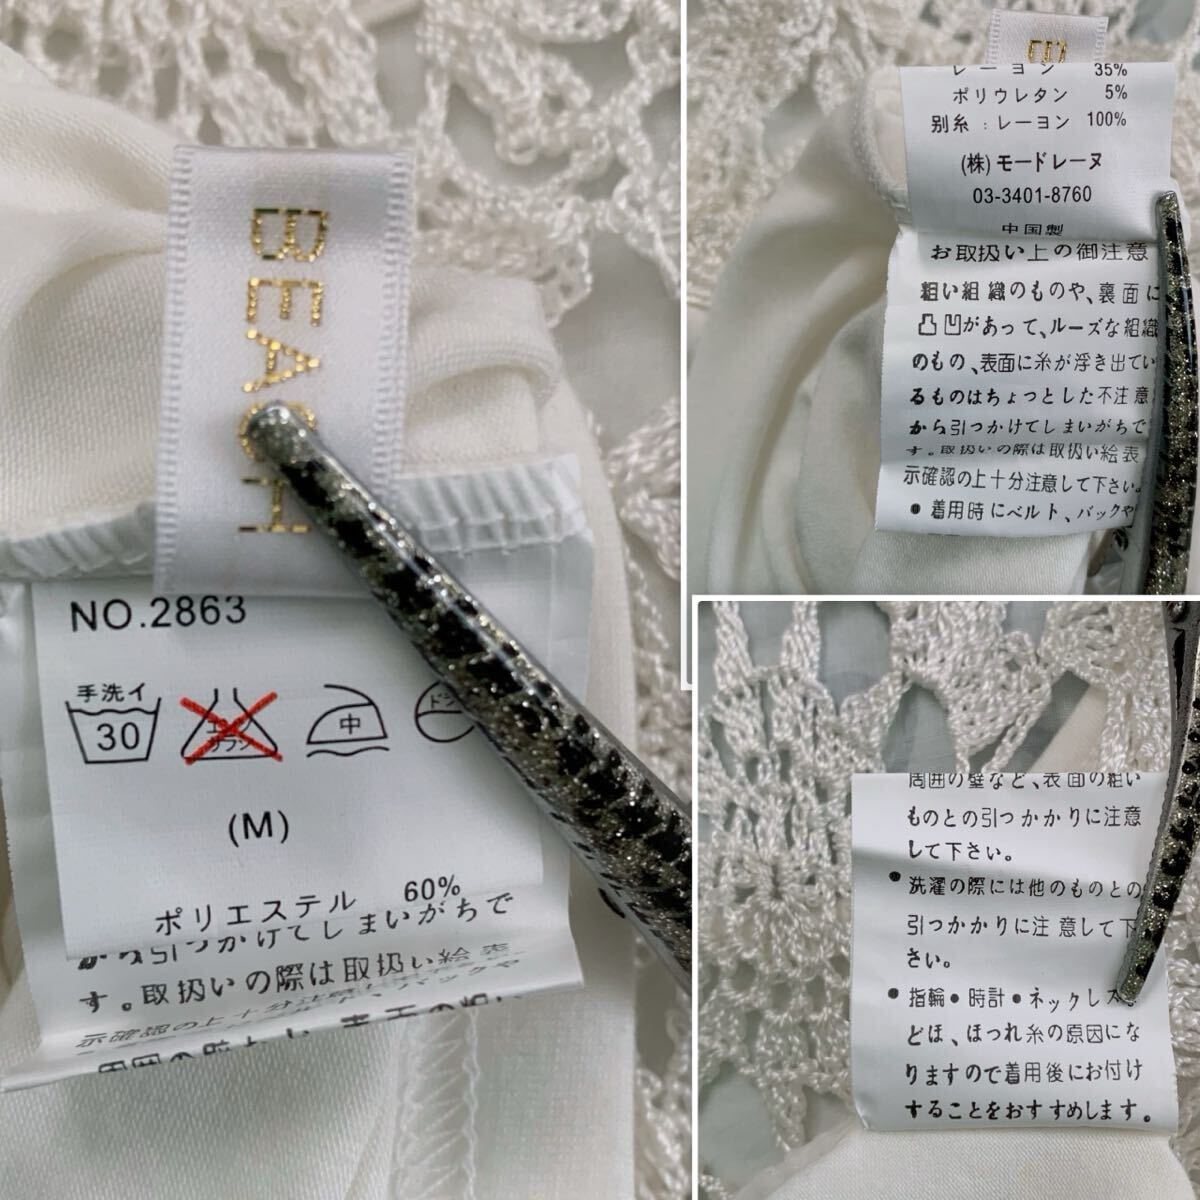 BEACH
NO.2863
手洗イ
30
中
(M)
ポリエステル 60%
から引っかけてしまいがちで
す。取扱いの際は取扱い絵表
示確認の上十分注意し
レーヨン 35%
ポリウレタン 5%
別糸：レーヨン 100%
(株)モードレーヌ
03-3401-8760
中国製
お取扱い上の御注意
粗い組織のものや、裏面に
凸凹があって、ルーズな組織
のもの、表面に糸が浮き出てい
るものはちょっとした不注意
から引っかけてしまいがちで
す。取扱いの際は取扱い絵表
示確認の上十分注意して下さい。
●着用時にベルト、バックや
周囲の壁など、表面の粗い
ものとの引っかかりに注意
して下さい。
●洗濯の際には他のものとの
引っかかりに注意して下
さい。
●指輪●時計●ネックレス
どほ、ほつれ糸の原因にな
りますので着用後にお付け
することをおすすめします。